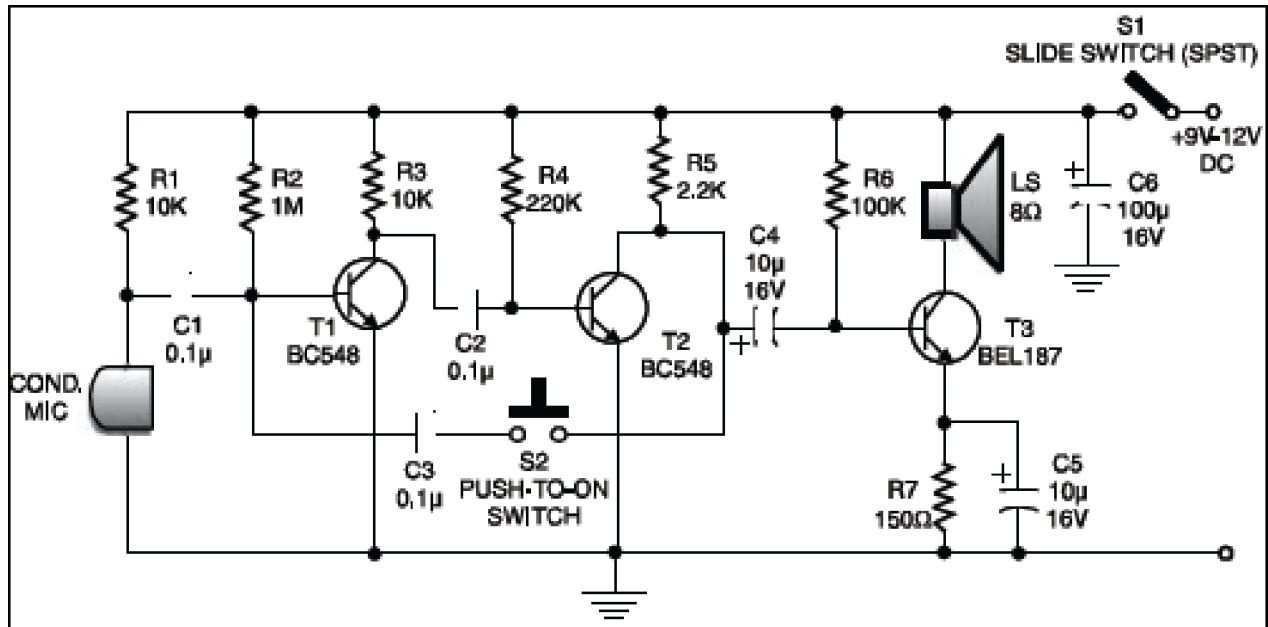 S1
SLIDE SWITCH (SPST)
+9V-12V
DC
R1
10K
R2
1M
R3
10K
R4
220K
R5
2.2K
R6
100K
LS
8Ω
+
C6
100µ
16V
C4
10µ
16V
+
C1
0.1µ
T1
BC548
C2
0.1µ
T2
BC548
T3
BEL187
COND.
MIC
C3
0.1µ
S2
PUSH-TO-ON
SWITCH
R7
150Ω
+
C5
10µ
16V